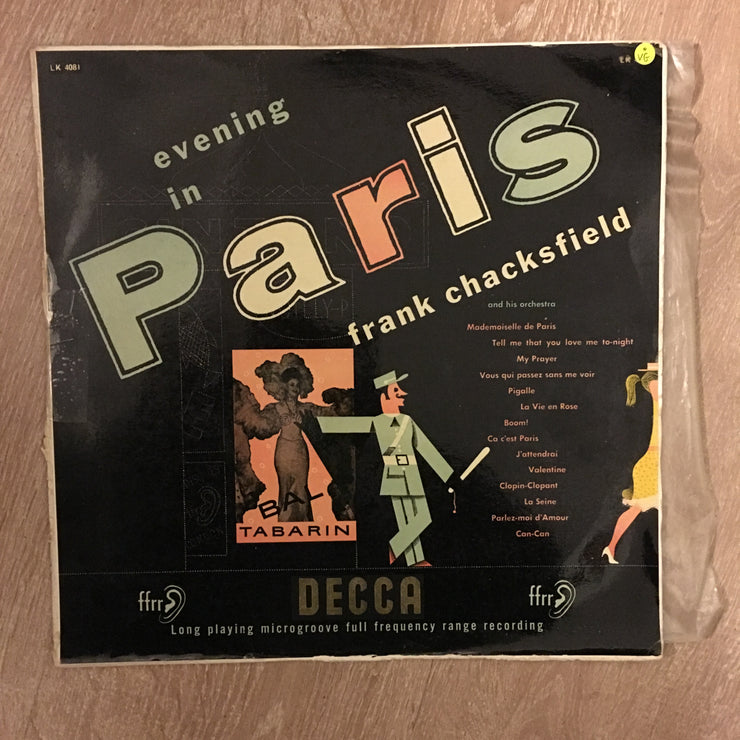 LK 4081
VG
evening
in
Paris
frank chacksfield
and his orchestra
Mademoiselle de Paris
Tell me that you love me to-night
My Prayer
Vous qui passez sans me voir
Pigalle
La Vie en Rose
Boom!
Ca c'est Paris
J'attendrai
Valentine
Clopin-Clopant
La Seine
Parlez-moi d'Amour
Can-Can
BAL
TABARIN
ffrr DECCA ffrr
Long playing microgroove full frequency range recording